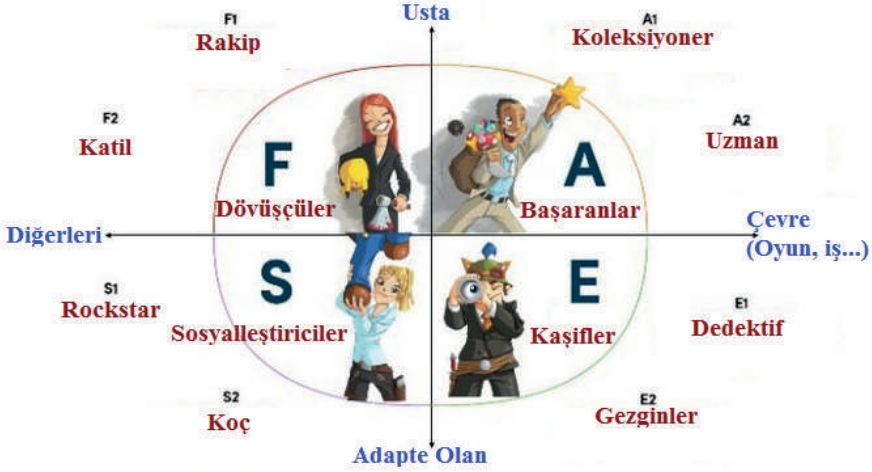 Usta
F1
Rakip
A1
Koleksiyoner
F2
Katil
A2
Uzman
F
Dövüşçüler
A
Başaranlar
Diğerleri
Çevre
(Oyun, iş...)
S1
Rockstar
S
Sosyalleştiriciler
E
Kaşifler
E1
Dedektif
S2
Koç
E2
Gezginler
Adapte Olan